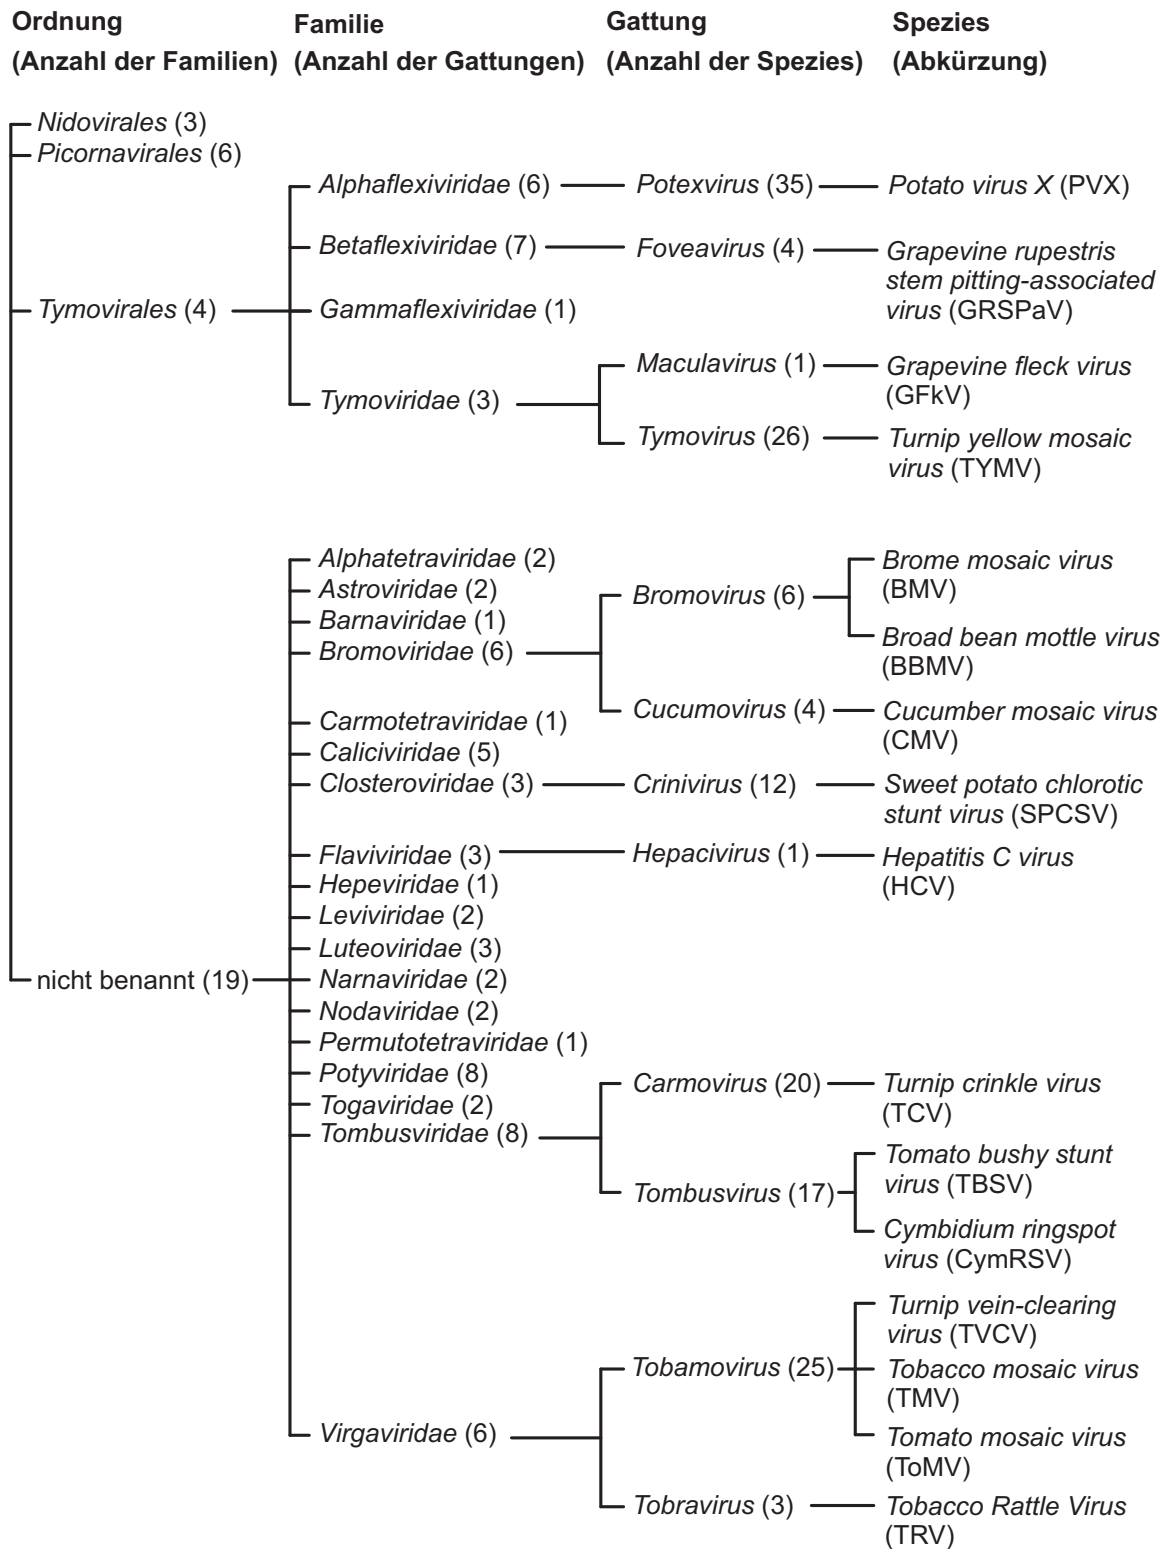 Ordnung
(Anzahl der Familien)
Familie
(Anzahl der Gattungen)
Gattung
(Anzahl der Spezies)
Spezies
(Abkürzung)
Nidovirales (3)
Picornavirales (6)
Tymovirales (4)
Alphaflexiviridae (6)
Potexvirus (35)
Potato virus X (PVX)
Betaflexiviridae (7)
Foveavirus (4)
Grapevine rupestris
stem pitting-associated
virus (GRSPaV)
Gammaflexiviridae (1)
Tymoviridae (3)
Maculavirus (1)
Grapevine fleck virus
(GFkV)
Tymovirus (26)
Turnip yellow mosaic
virus (TYMV)
nicht benannt (19)
Alphatetraviridae (2)
Astroviridae (2)
Barnaviridae (1)
Bromoviridae (6)
Bromovirus (6)
Brome mosaic virus
(BMV)
Broad bean mottle virus
(BBMV)
Cucumovirus (4)
Cucumber mosaic virus
(CMV)
Carmotetraviridae (1)
Caliciviridae (5)
Closteroviridae (3)
Crinivirus (12)
Sweet potato chlorotic
stunt virus (SPCSV)
Flaviviridae (3)
Hepacivirus (1)
Hepatitis C virus
(HCV)
Hepeviridae (1)
Leviviridae (2)
Luteoviridae (3)
Narnaviridae (2)
Nodaviridae (2)
Permutotetraviridae (1)
Potyviridae (8)
Togaviridae (2)
Tombusviridae (8)
Carmovirus (20)
Turnip crinkle virus
(TCV)
Tombusvirus (17)
Tomato bushy stunt
virus (TBSV)
Cymbidium ringspot
virus (CymRSV)
Virgaviridae (6)
Tobamovirus (25)
Turnip vein-clearing
virus (TVCV)
Tobacco mosaic virus
(TMV)
Tomato mosaic virus
(ToMV)
Tobravirus (3)
Tobacco Rattle Virus
(TRV)